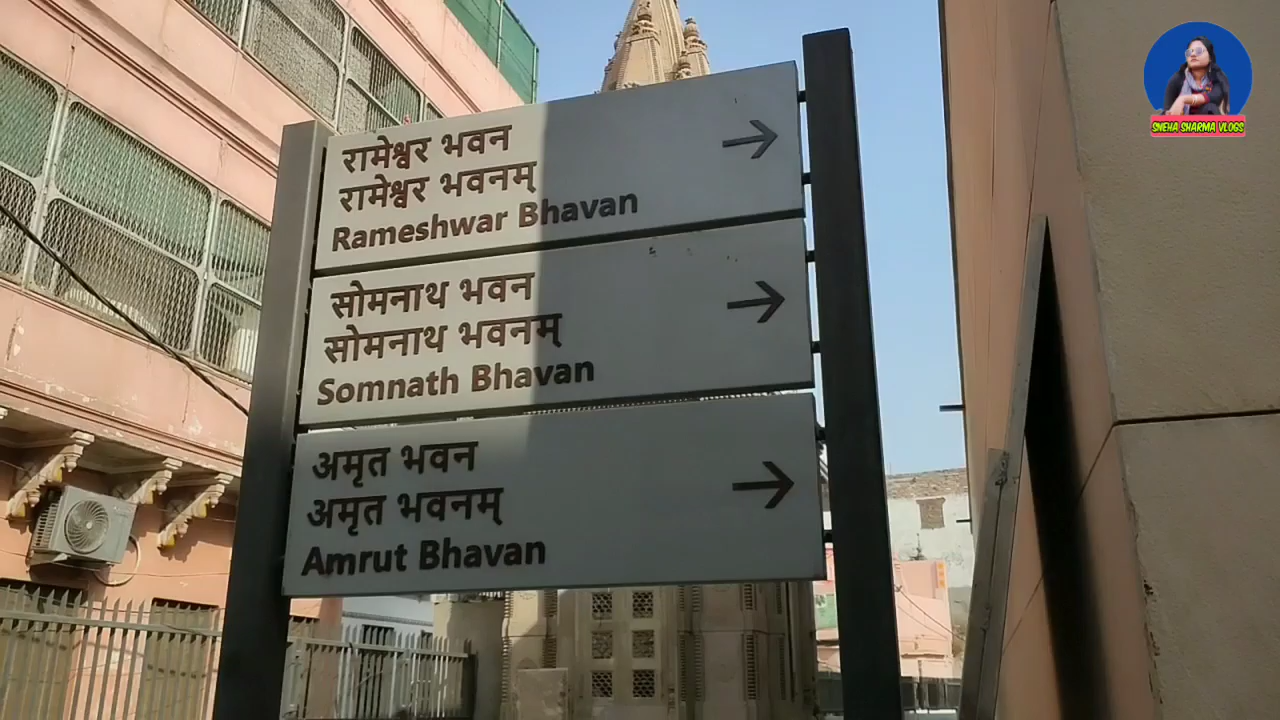 रामेश्वर भवन
रामेश्वर भवनम्
Rameshwar Bhavan
सोमनाथ भवन
सोमनाथ भवनम्
Somnath Bhavan
अमृत भवन
अमृत भवनम्
Amrut Bhavan
SNEHA SHARMA VLOGS